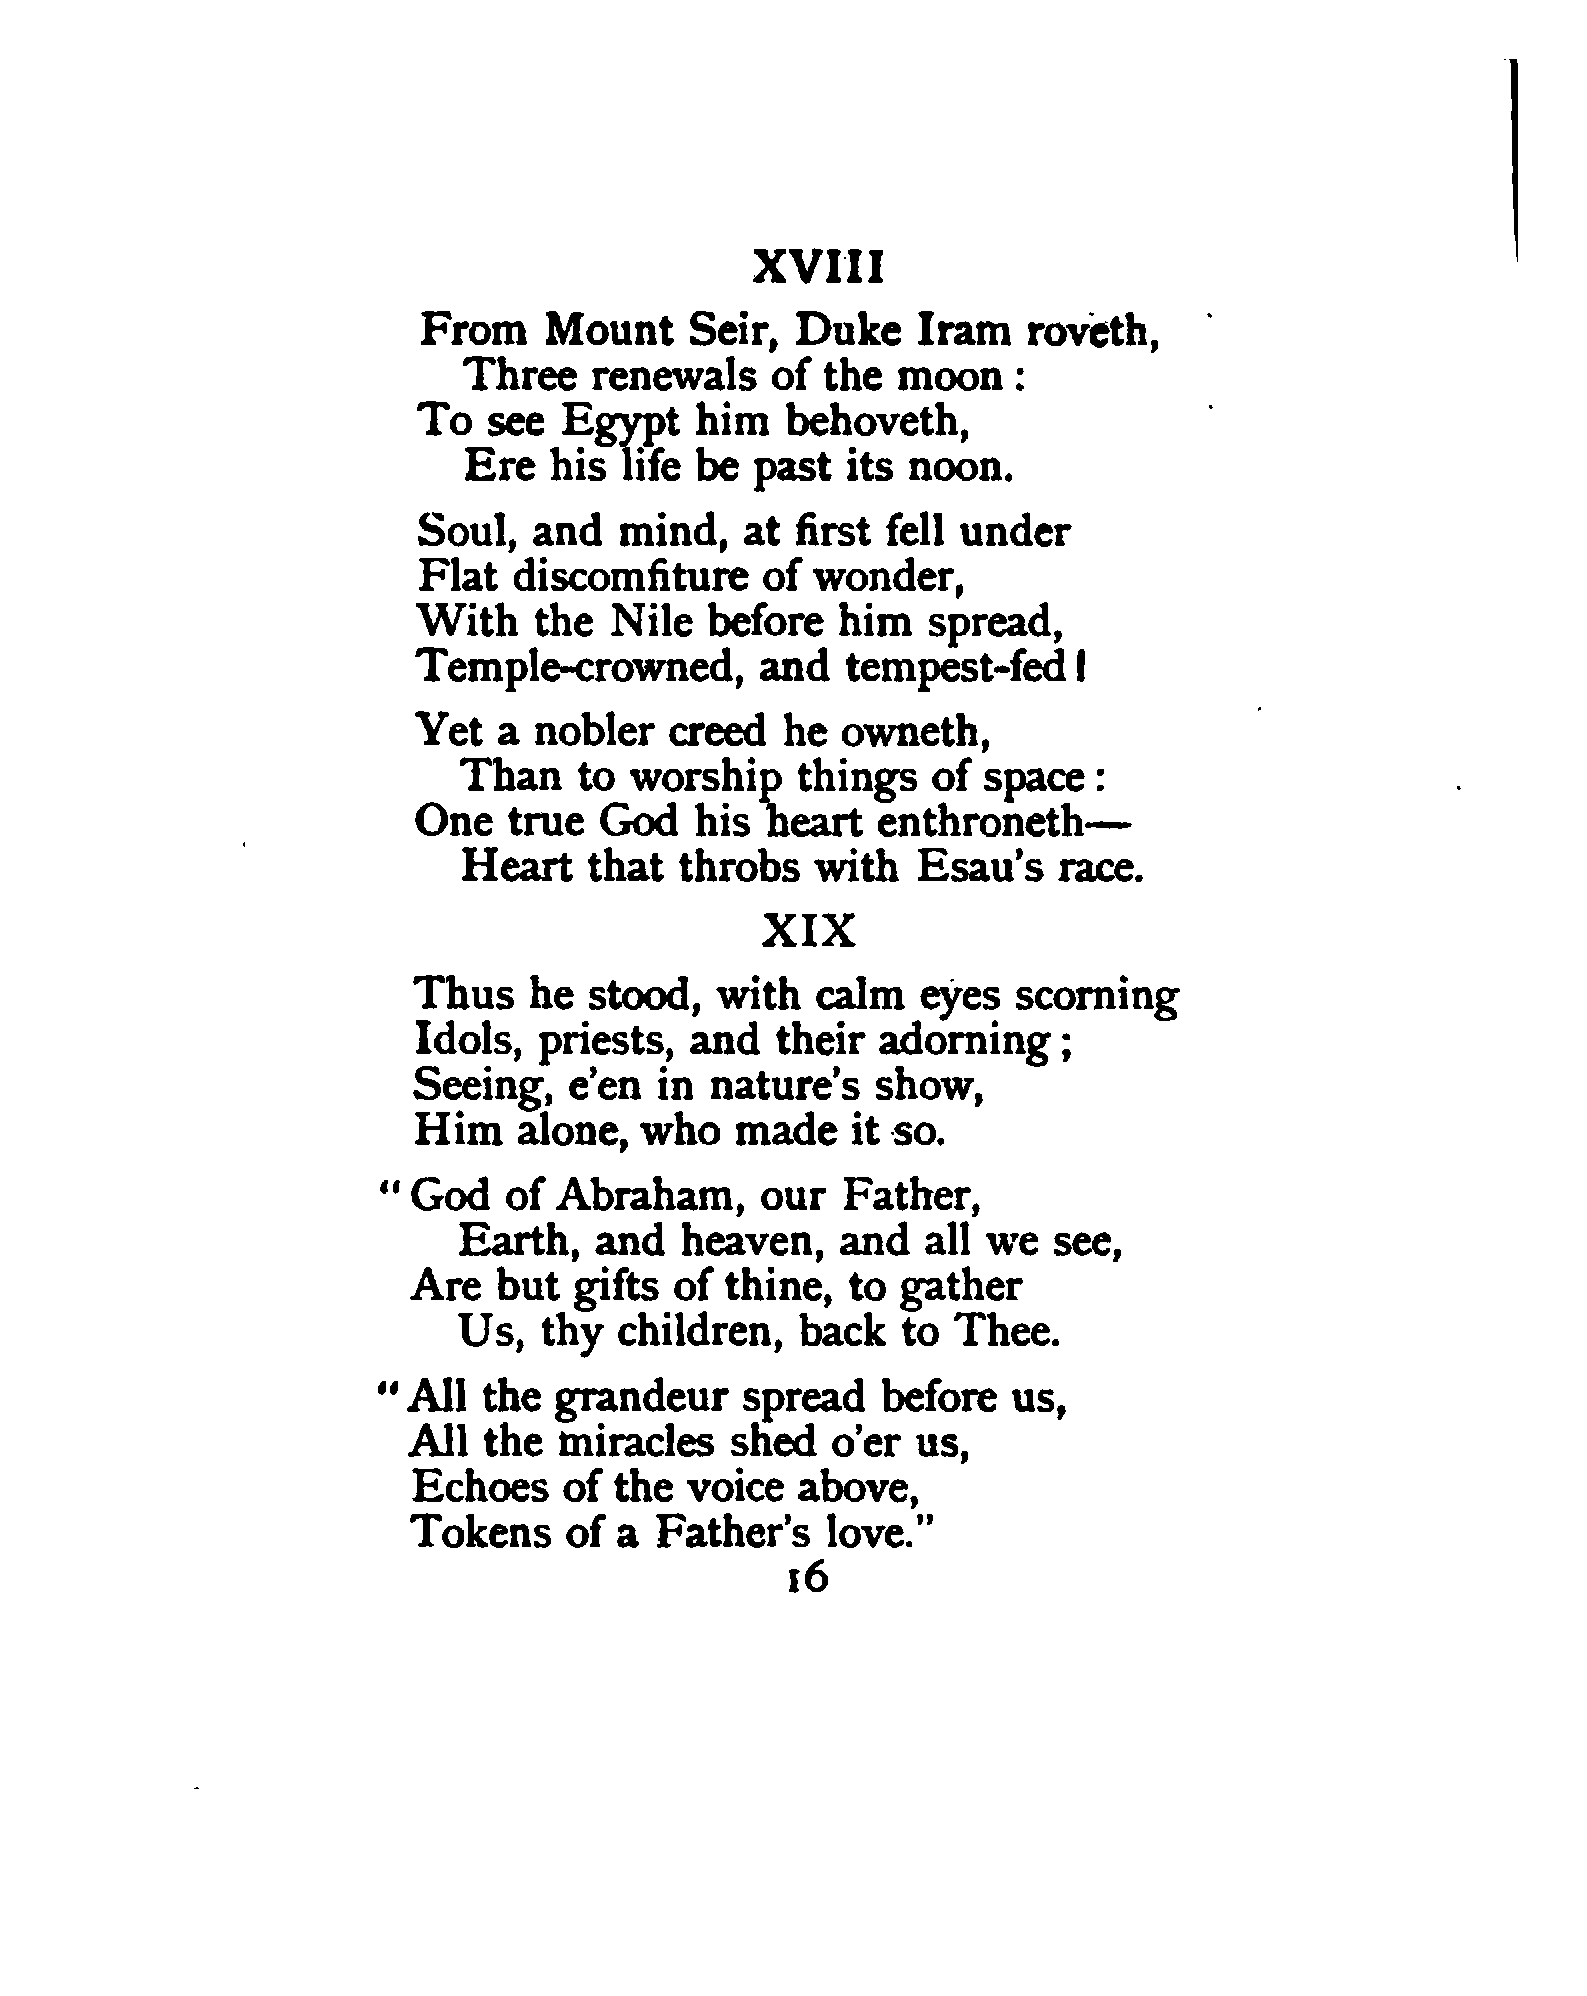 XVIII
From Mount Seir, Duke Iram roveth,
Three renewals of the moon :
To see Egypt him behoveth,
Ere his life be past its noon.
Soul, and mind, at first fell under
Flat discomfiture of wonder,
With the Nile before him spread,
Temple-crowned, and tempest-fed !
Yet a nobler creed he owneth,
Than to worship things of space :
One true God his heart enthroneth—
Heart that throbs with Esau's race.
XIX
Thus he stood, with calm eyes scorning
Idols, priests, and their adorning ;
Seeing, e'en in nature's show,
Him alone, who made it so.
"God of Abraham, our Father,
Earth, and heaven, and all we see,
Are but gifts of thine, to gather
Us, thy children, back to Thee.
"All the grandeur spread before us,
All the miracles shed o'er us,
Echoes of the voice above,
Tokens of a Father's love."
16